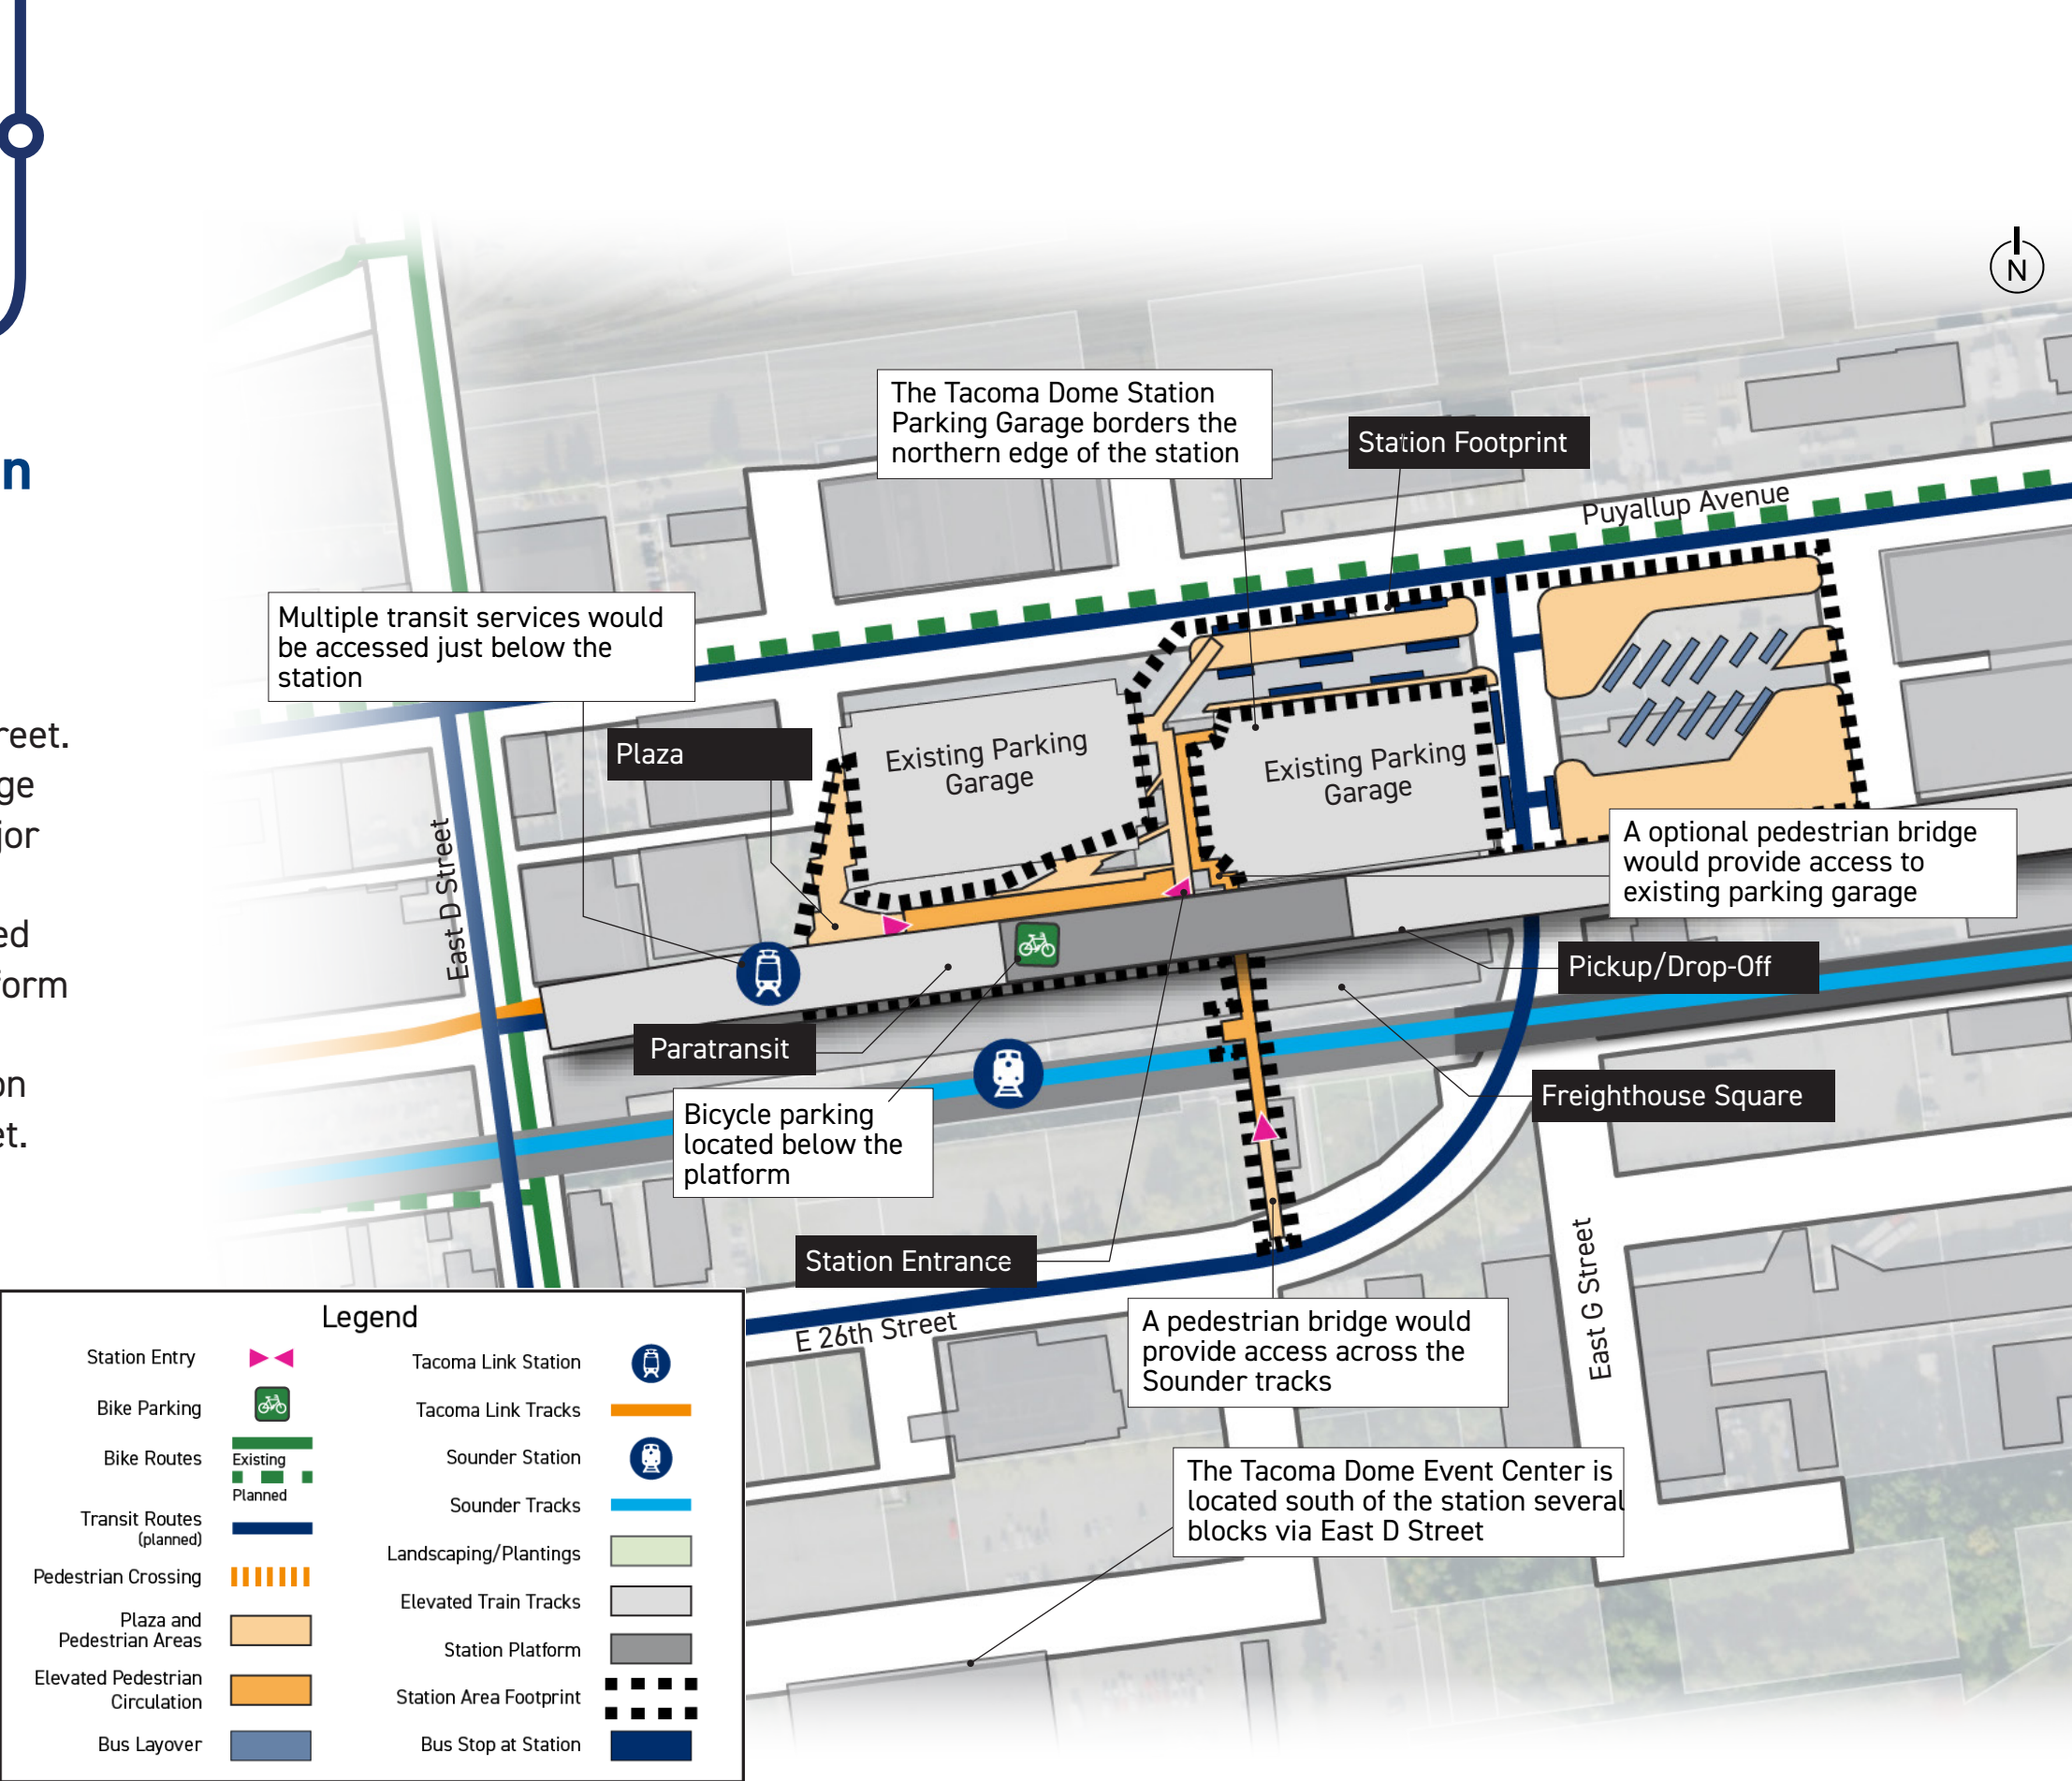 n
reet.
ge
jor
ed
form
on
et.
N
The Tacoma Dome Station
Parking Garage borders the
northern edge of the station
Station Footprint
Puyallup Avenue
Multiple transit services would
be accessed just below the
station
Plaza
Existing Parking
Garage
Existing Parking
Garage
A optional pedestrian bridge
would provide access to
existing parking garage
East D Street
Pickup/Drop-Off
Paratransit
Bicycle parking
located below the
platform
Freighthouse Square
Station Entrance
E 26th Street
A pedestrian bridge would
provide access across the
Sounder tracks
East G Street
The Tacoma Dome Event Center is
located south of the station several
blocks via East D Street
Legend
Station Entry
Bike Parking
Bike Routes
Existing
Planned
Transit Routes
(planned)
Pedestrian Crossing
Plaza and
Pedestrian Areas
Elevated Pedestrian
Circulation
Bus Layover
Tacoma Link Station
Tacoma Link Tracks
Sounder Station
Sounder Tracks
Landscaping/Plantings
Elevated Train Tracks
Station Platform
Station Area Footprint
Bus Stop at Station